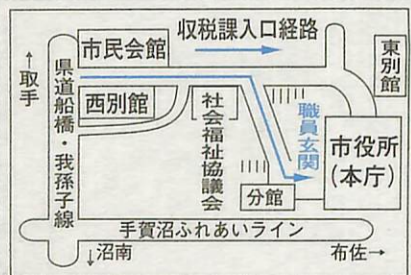 収税課入口経路
市民会館
東別館
↑取手
県道船橋・我孫子線
西別館
[社会福祉協議会]
職員玄関
市役所
(本庁)
分館
手賀沼ふれあいライン
↓沼南
布佐→